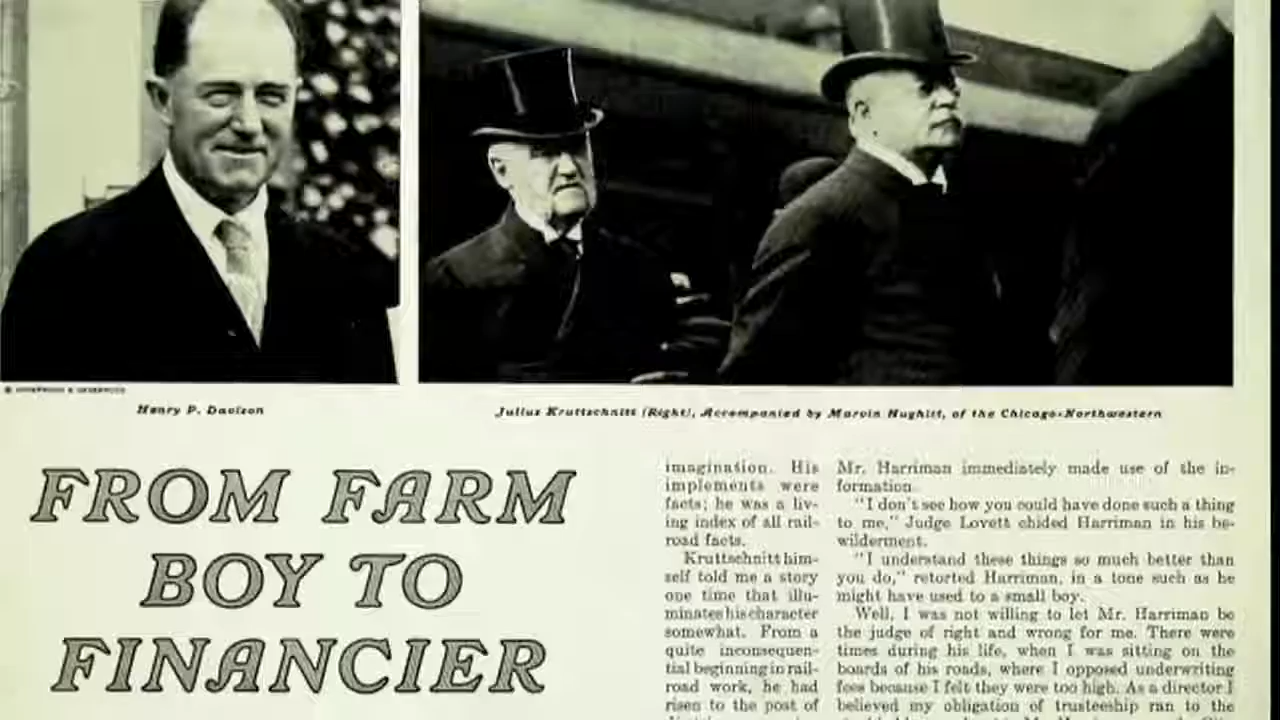 Henry P. Davison
Julius Kruttschnitt (Right), Accompanied by Marvin Hughitt, of the Chicago-Northwestern
FROM FARM
BOY TO
FINANCIER
imagination. His
implements were
facts; he was a liv-
ing index of all rail-
road facts.
Kruttschnitt him-
self told me a story
one time that illu-
minates his character
somewhat. From a
quite inconsequen-
tial beginning in rail-
road work, he had
risen to the post of
Mr. Harriman immediately made use of the in-
formation.
"I don't see how you could have done such a thing
to me," Judge Lovett chided Harriman in his be-
wilderment.
"I understand these things so much better than
you do," retorted Harriman, in a tone such as he
might have used to a small boy.
Well, I was not willing to let Mr. Harriman be
the judge of right and wrong for me. There were
times during his life, when I was sitting on the
boards of his roads, where I opposed underwriting
fees because I felt they were too high. As a director I
believed my obligation of trusteeship ran to the